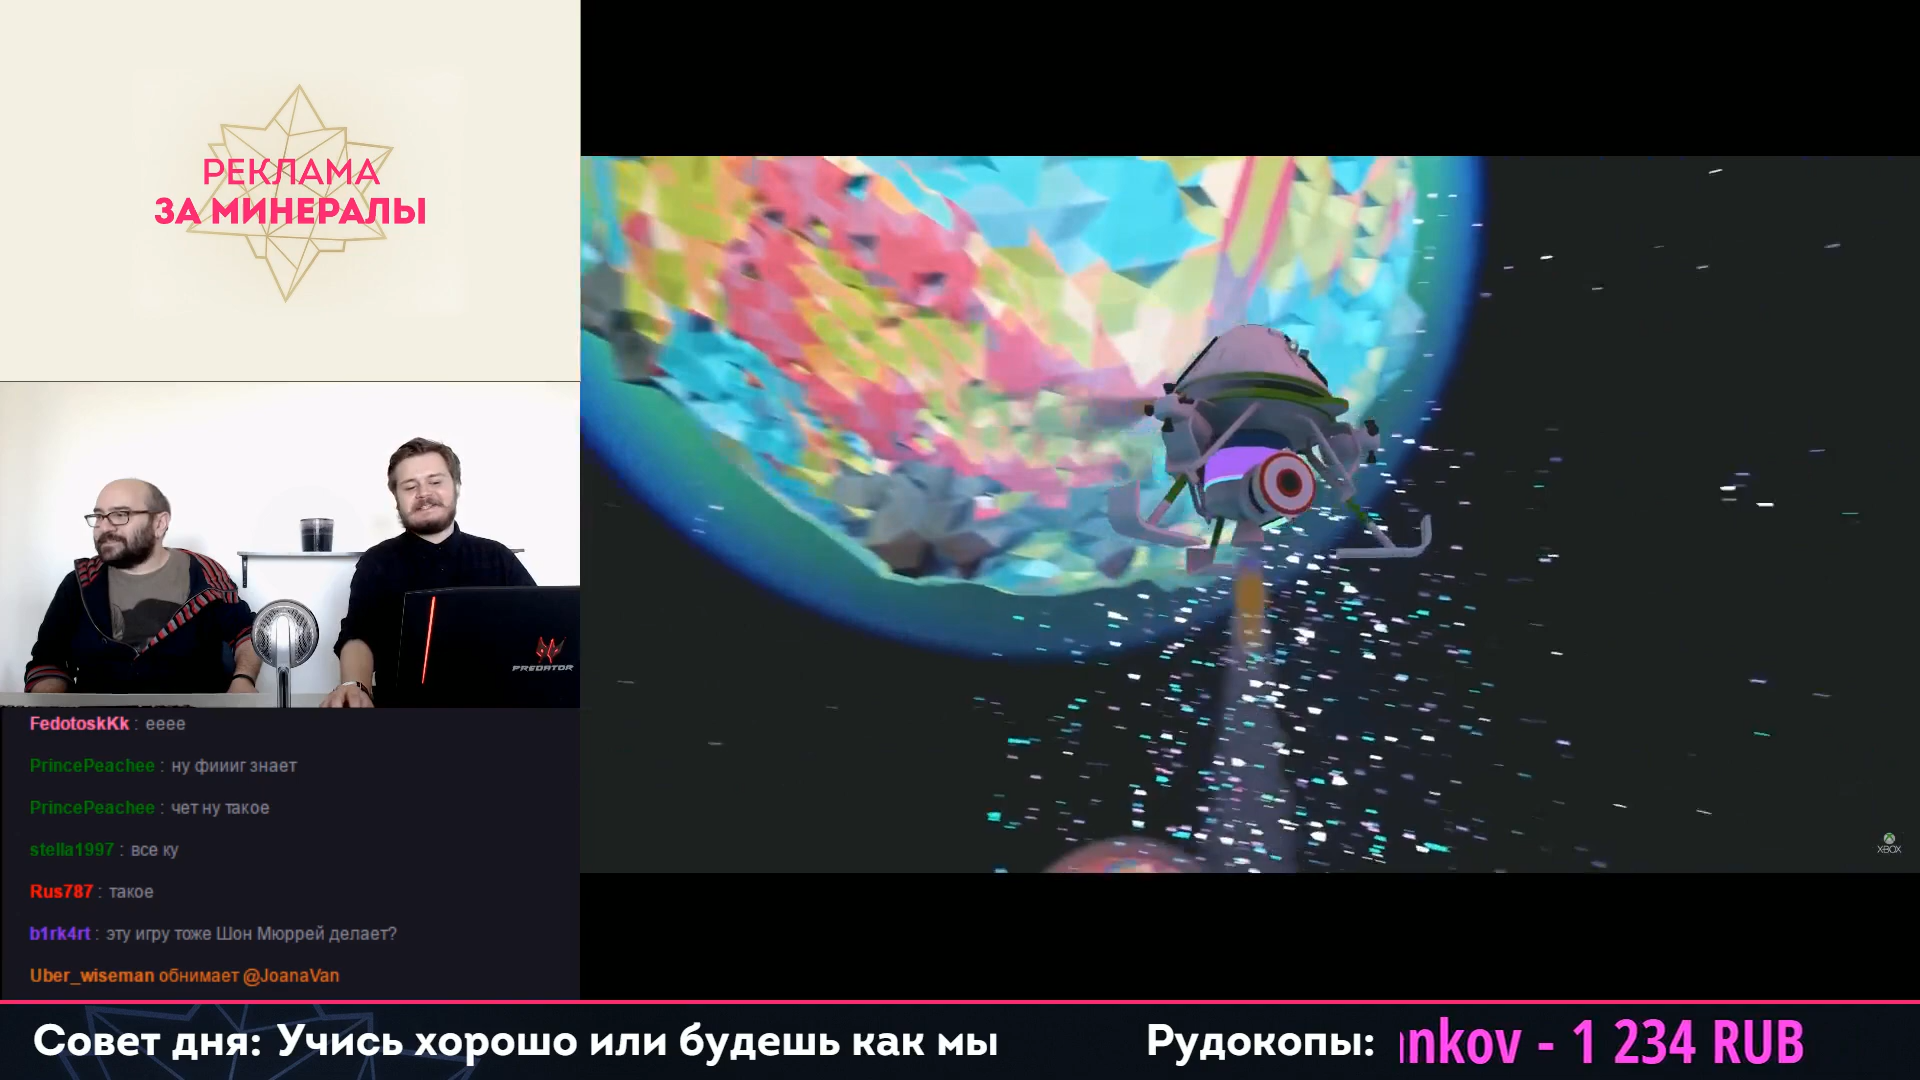 РЕКЛАМА
ЗА МИНЕРАЛЫ
PREDATOR
FedotoskKk : ееее
PrincePeachee : ну фиииг знает
PrincePeachee : чет ну такое
stella1997 : все ку
Rus787 : такое
b1rk4rt : эту игру тоже Шон Мюррей делает?
Uber_wiseman обнимает @JoanaVan
XBOX
Совет дня: Учись хорошо или будешь как мы
Рудокопы: nkov - 1 234 RUB